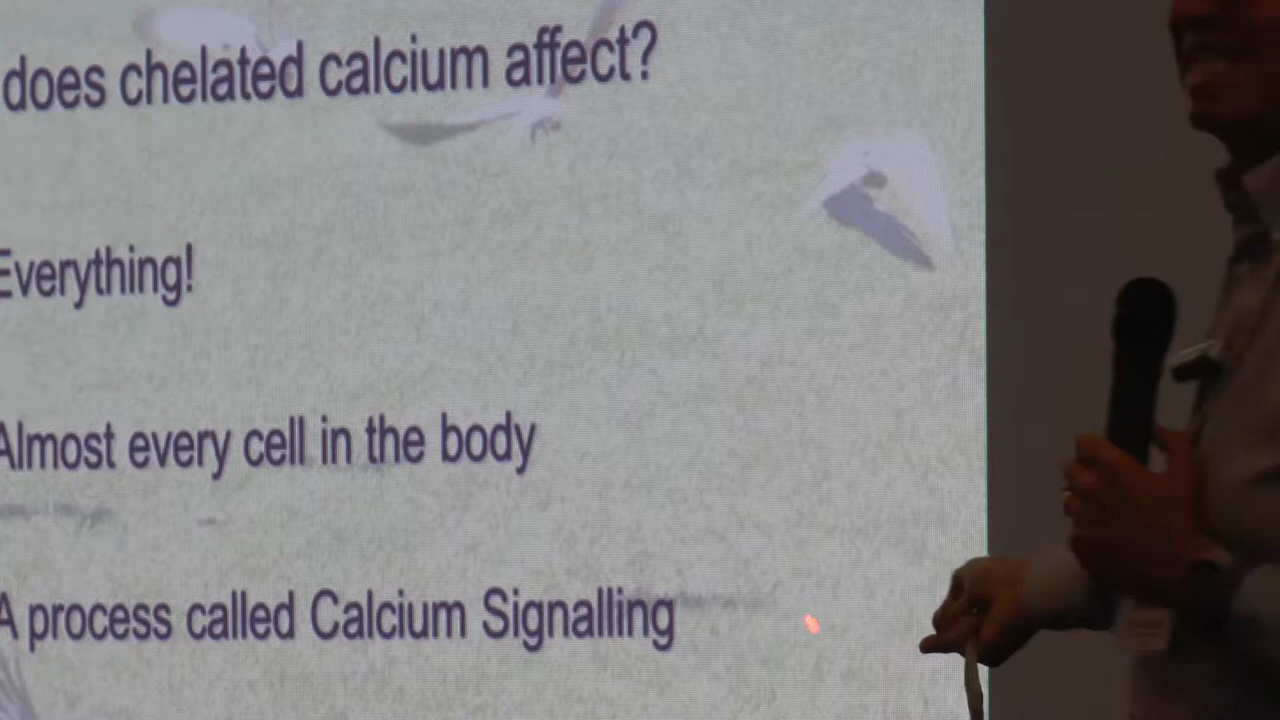 does chelated calcium affect?
Everything!
Almost every cell in the body
A process called Calcium Signalling